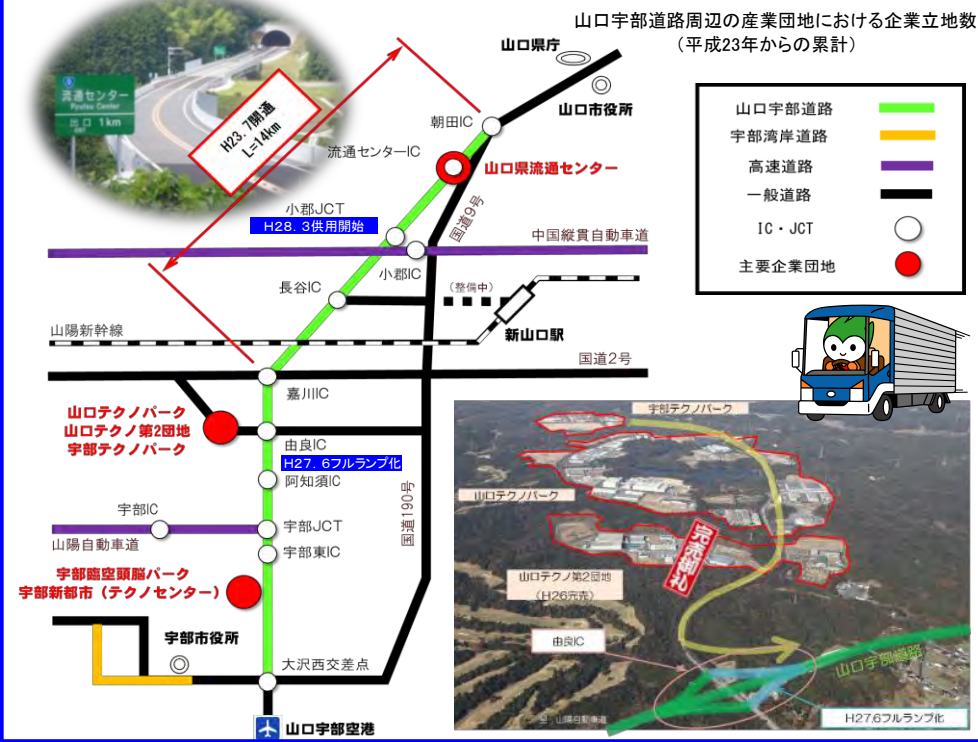 山口宇部道路周辺の産業団地における企業立地数
（平成23年からの累計）
流通センター
Ryutsu Center
出口 1km
H23.7開通
L=14km
山口県庁
山口市役所
朝田IC
流通センターIC
山口県流通センター
小郡JCT
H28.3供用開始
国道9号
中国縦貫自動車道
小郡IC
長谷IC
（整備中）
新山口駅
山陽新幹線
国道2号
嘉川IC
山口テクノパーク
山口テクノ第2団地
宇部テクノパーク
由良IC
H27.6フルランプ化
阿知須IC
国道190号
宇部IC
宇部JCT
山陽自動車道
宇部東IC
宇部臨空頭脳パーク
宇部新都市（テクノセンター）
宇部市役所
大沢西交差点
山口宇部空港
山口宇部道路
宇部湾岸道路
高速道路
一般道路
IC・JCT
主要企業団地
宇部テクノパーク
山口テクノパーク
完売御礼
山口テクノ第2団地
（H26完売）
由良IC
山口宇部道路
至：山陽自動車道
H27.6フルランプ化